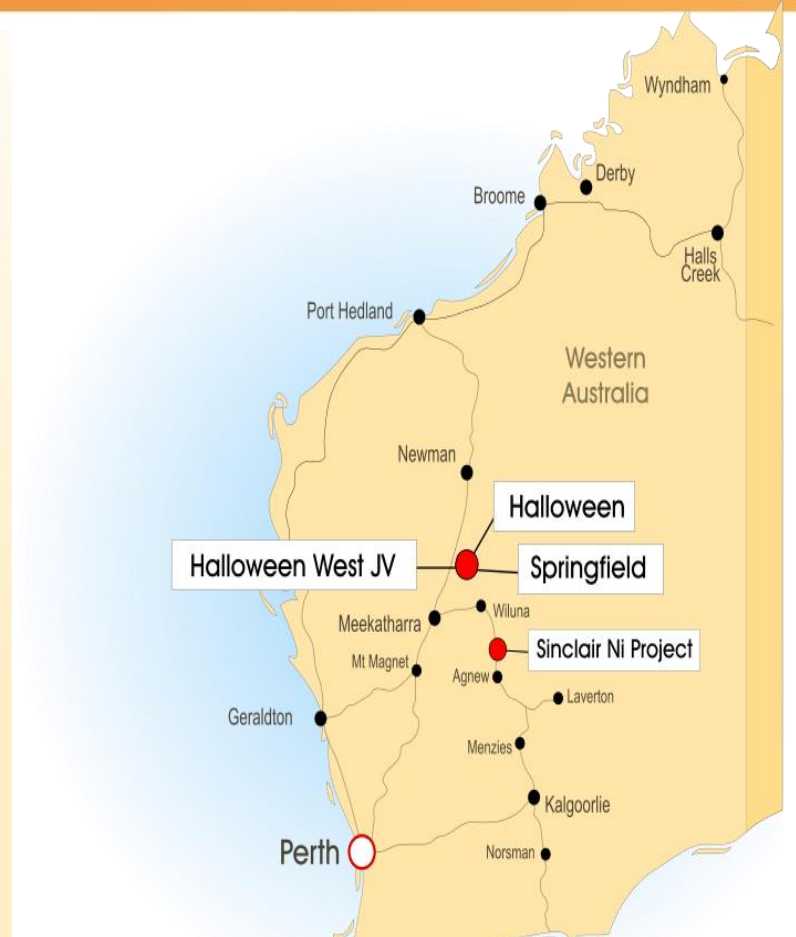 Wyndham
Derby
Broome
Halls
Creek
Port Hedland
Western
Australia
Newman
Halloween
Halloween West JV
Springfield
Wiluna
Meekatharra
Sinclair Ni Project
Mt Magnet
Agnew
Laverton
Geraldton
Menzies
Kalgoorlie
Perth
Norsman